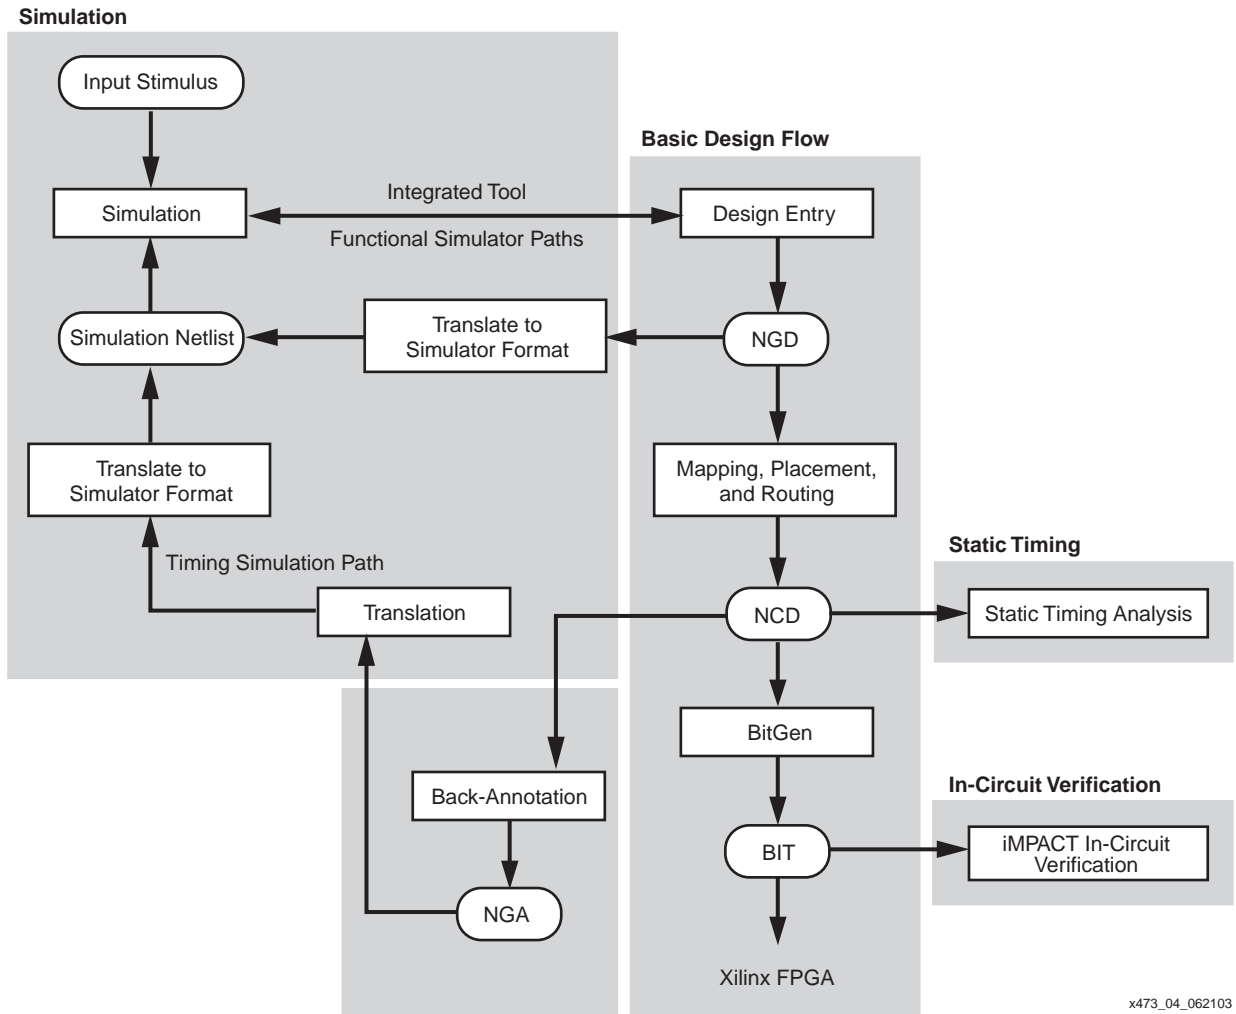 Simulation
Input Stimulus
Basic Design Flow
Integrated Tool
Simulation
Design Entry
Functional Simulator Paths
Translate to
Simulator Format
Simulation Netlist
NGD
Translate to
Simulator Format
Mapping, Placement,
and Routing
Static Timing
Timing Simulation Path
Translation
NCD
Static Timing Analysis
BitGen
In-Circuit Verification
Back-Annotation
BIT
iMPACT In-Circuit
Verification
NGA
Xilinx FPGA
x473_04_062103